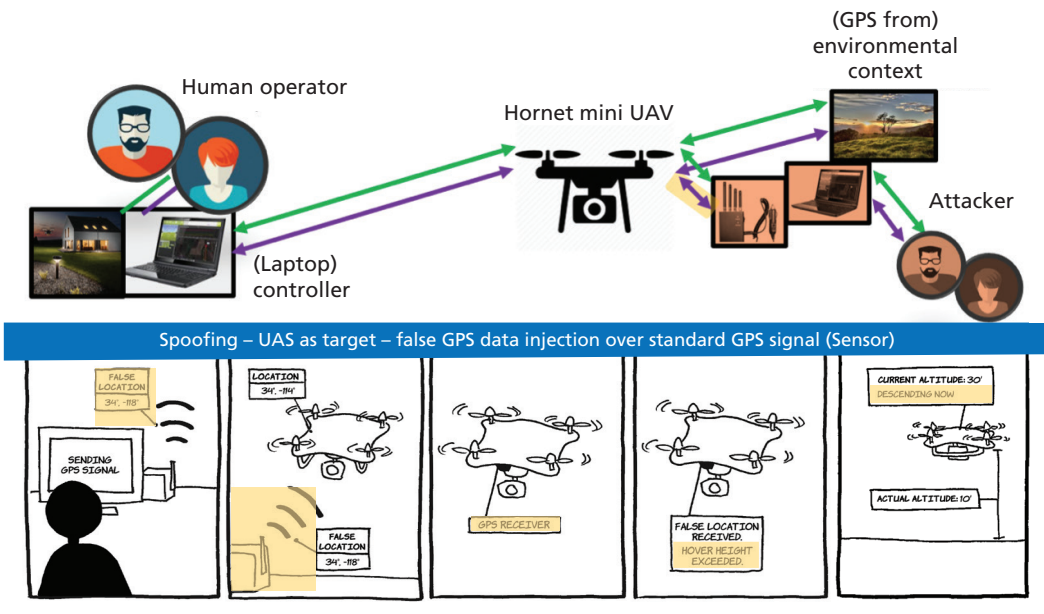 (GPS from)
environmental
context
Human operator
Hornet mini UAV
Attacker
(Laptop)
controller
Spoofing – UAS as target – false GPS data injection over standard GPS signal (Sensor)
FALSE
LOCATION
34°, -118°
SENDING
GPS SIGNAL
LOCATION
34°, -114°
FALSE
LOCATION
34°, -118°
GPS RECEIVER
FALSE LOCATION
RECEIVED.
HOVER HEIGHT
EXCEEDED.
CURRENT ALTITUDE: 30'
DESCENDING NOW
ACTUAL ALTITUDE: 10'